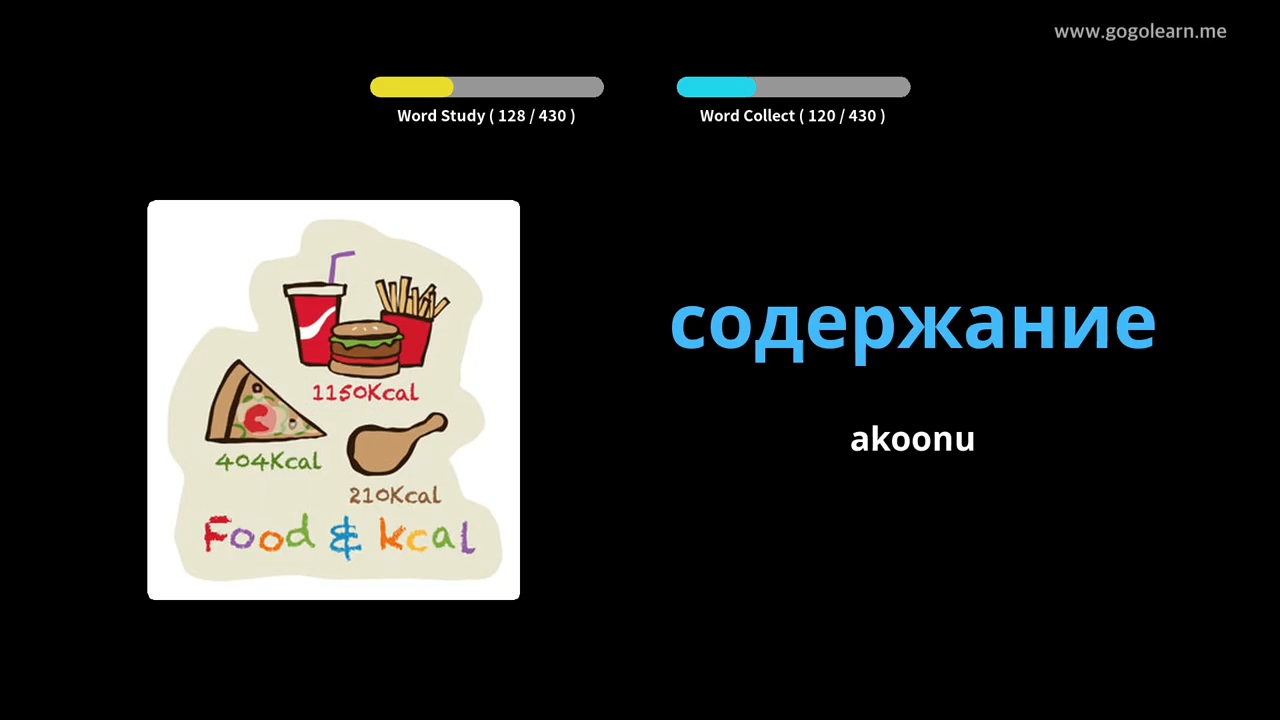 www.gogolearn.me
Word Study ( 128 / 430 )
Word Collect ( 120 / 430 )
1150Kcal
404Kcal
210Kcal
Food & kcal
содержание
akoonu